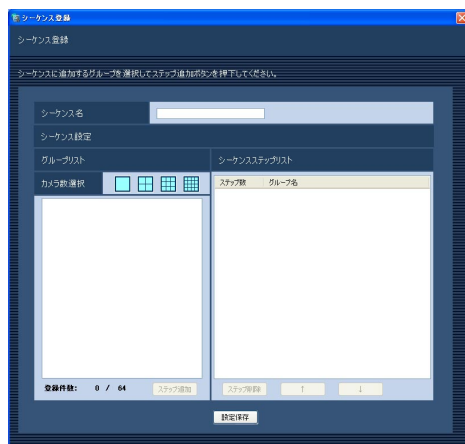 シーケンス登録
シーケンス登録
シーケンスに追加するグループを選択してステップ追加ボタンを押下してください。
シーケンス名
シーケンス設定
グループリスト
シーケンスステップリスト
カメラ数選択
ステップ数 グループ名
登録件数: 0 / 64
ステップ追加
ステップ削除
↑
↓
設定保存